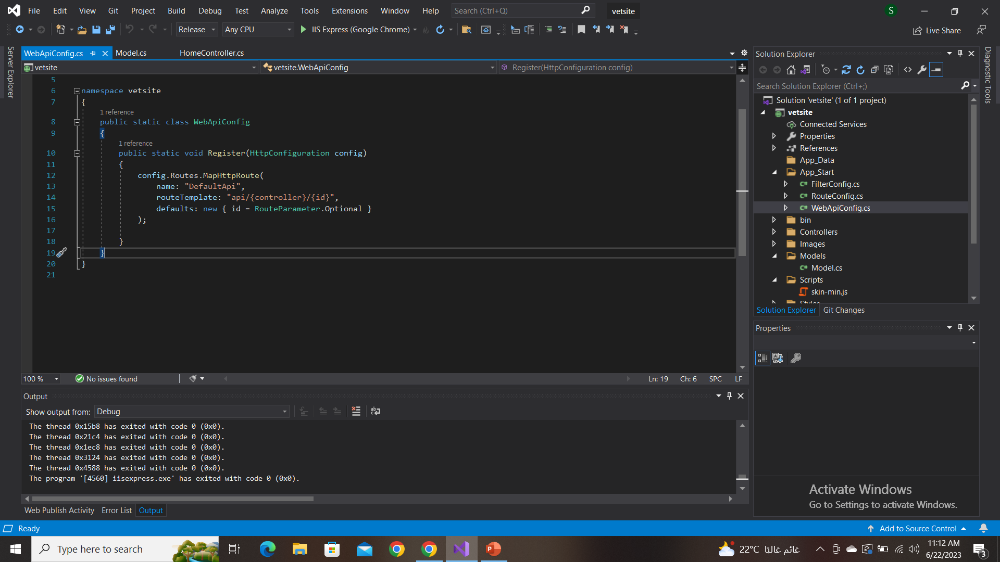 File Edit View Git Project Build Debug Test Analyze Tools Extensions Window Help Search (Ctrl+Q) vetsite S
Release Any CPU IIS Express (Google Chrome) Live Share
Server Explorer
WebApiConfig.cs Model.cs HomeController.cs
vetsite vetsite.WebApiConfig Register(HttpConfiguration config)
5
6 namespace vetsite
7 {
1 reference
8 public static class WebApiConfig
9 {
1 reference
10 public static void Register(HttpConfiguration config)
11 {
12 config.Routes.MapHttpRoute(
13 name: "DefaultApi",
14 routeTemplate: "api/{controller}/{id}",
15 defaults: new { id = RouteParameter.Optional }
16 );
17
18 }
19 }
20 }
21
100 % No issues found Ln: 19 Ch: 6 SPC LF
Output
Show output from: Debug
The thread 0x15b8 has exited with code 0 (0x0).
The thread 0x21c4 has exited with code 0 (0x0).
The thread 0x1ec8 has exited with code 0 (0x0).
The thread 0x3124 has exited with code 0 (0x0).
The thread 0x4588 has exited with code 0 (0x0).
The program '[4560] iisexpress.exe' has exited with code 0 (0x0).
Web Publish Activity Error List Output
Solution Explorer
Search Solution Explorer (Ctrl+;)
Solution 'vetsite' (1 of 1 project)
vetsite
Connected Services
Properties
References
App_Data
App_Start
FilterConfig.cs
RouteConfig.cs
WebApiConfig.cs
bin
Controllers
Images
Models
Model.cs
Scripts
skin-min.js
Styles
Solution Explorer Git Changes
Properties
Diagnostic Tools
Activate Windows
Go to Settings to activate Windows.
Ready Add to Source Control
Type here to search 22°C غائم غالبًا 11:12 AM
6/22/2023
3